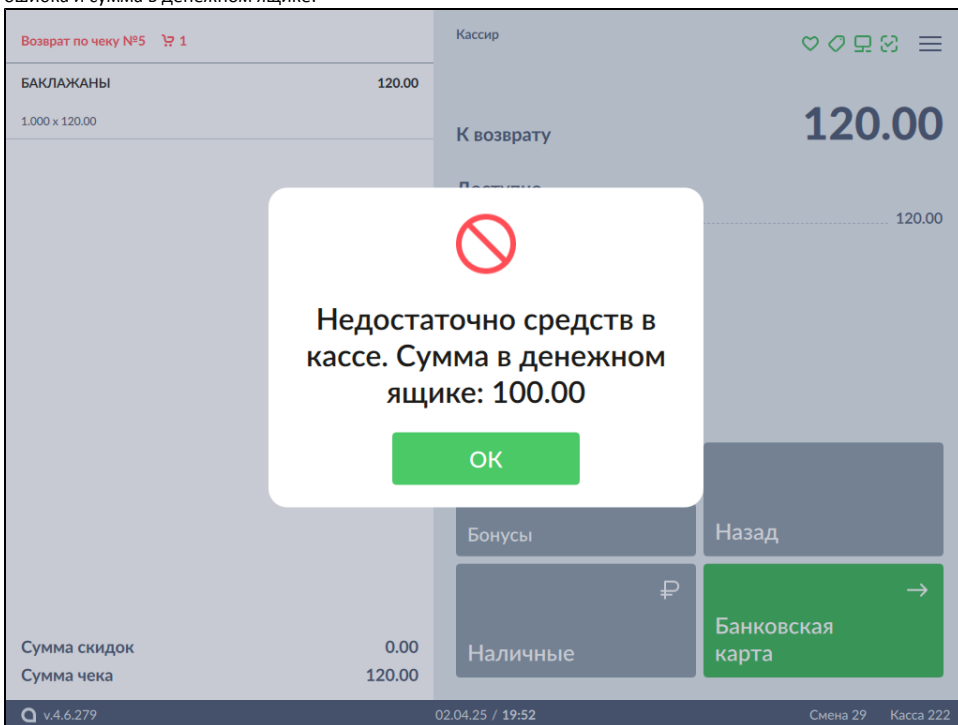 Возврат по чеку №5 1
Кассир
БАКЛАЖАНЫ 120.00
1.000 x 120.00
К возврату 120.00
120.00
Недостаточно средств в
кассе. Сумма в денежном
ящике: 100.00
ОК
Бонусы
Назад
Наличные
Банковская
карта
Сумма скидок 0.00
Сумма чека 120.00
v.4.6.279
02.04.25 / 19:52
Смена 29 Касса 222